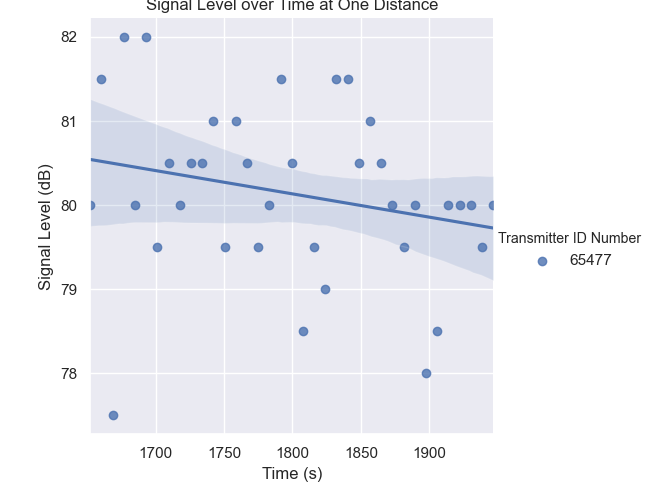 Signal Level over Time at One Distance
82
81
80
79
78
Signal Level (dB)
1700
1750
1800
1850
1900
Time (s)
Transmitter ID Number
65477